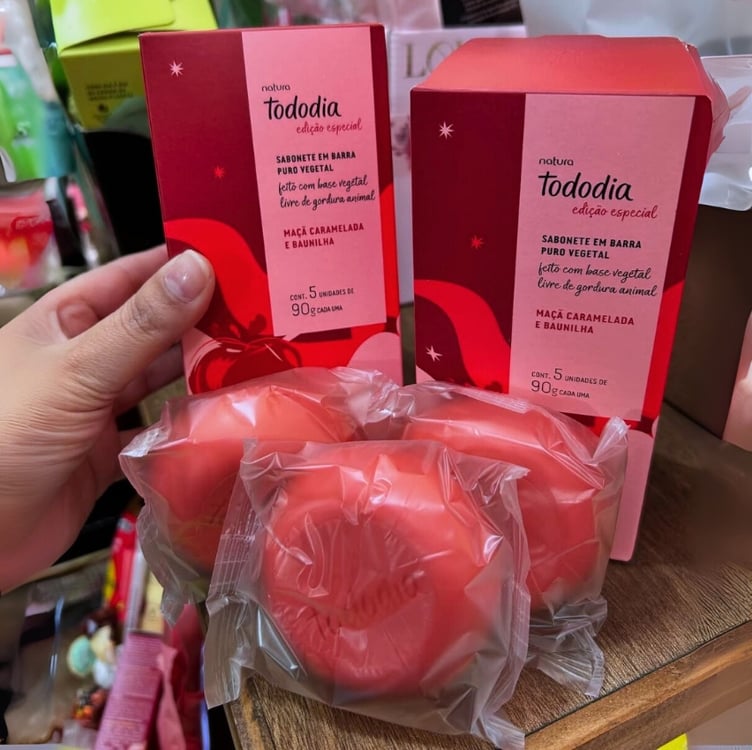 natura
Tododia
edição especial
SABONETE EM BARRA
PURO VEGETAL
feito com base vegetal
livre de gordura animal
MAÇÃ CARAMELADA
E BAUNILHA
CONT. 5 UNIDADES DE
90g CADA UMA
natura
Tododia
edição especial
SABONETE EM BARRA
PURO VEGETAL
feito com base vegetal
livre de gordura animal
MAÇÃ CARAMELADA
E BAUNILHA
CONT. 5 UNIDADES DE
90g CADA UMA
Tododia